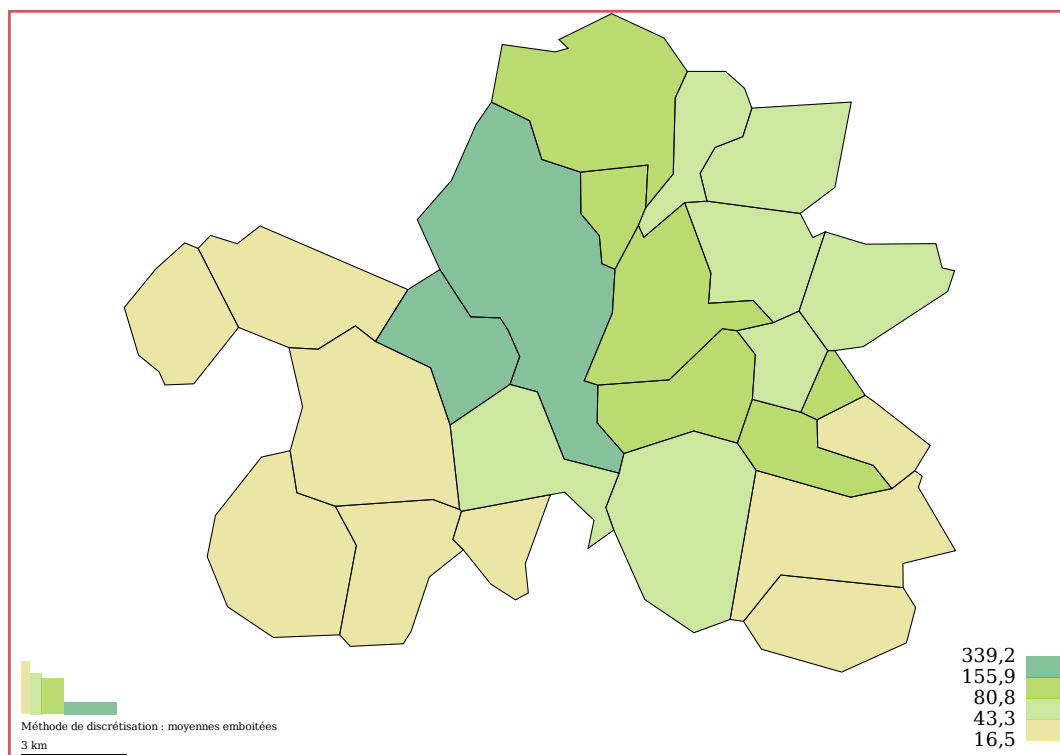 339,2
155,9
80,8
43,3
16,5
Méthode de discrétisation : moyennes emboitées
3 km